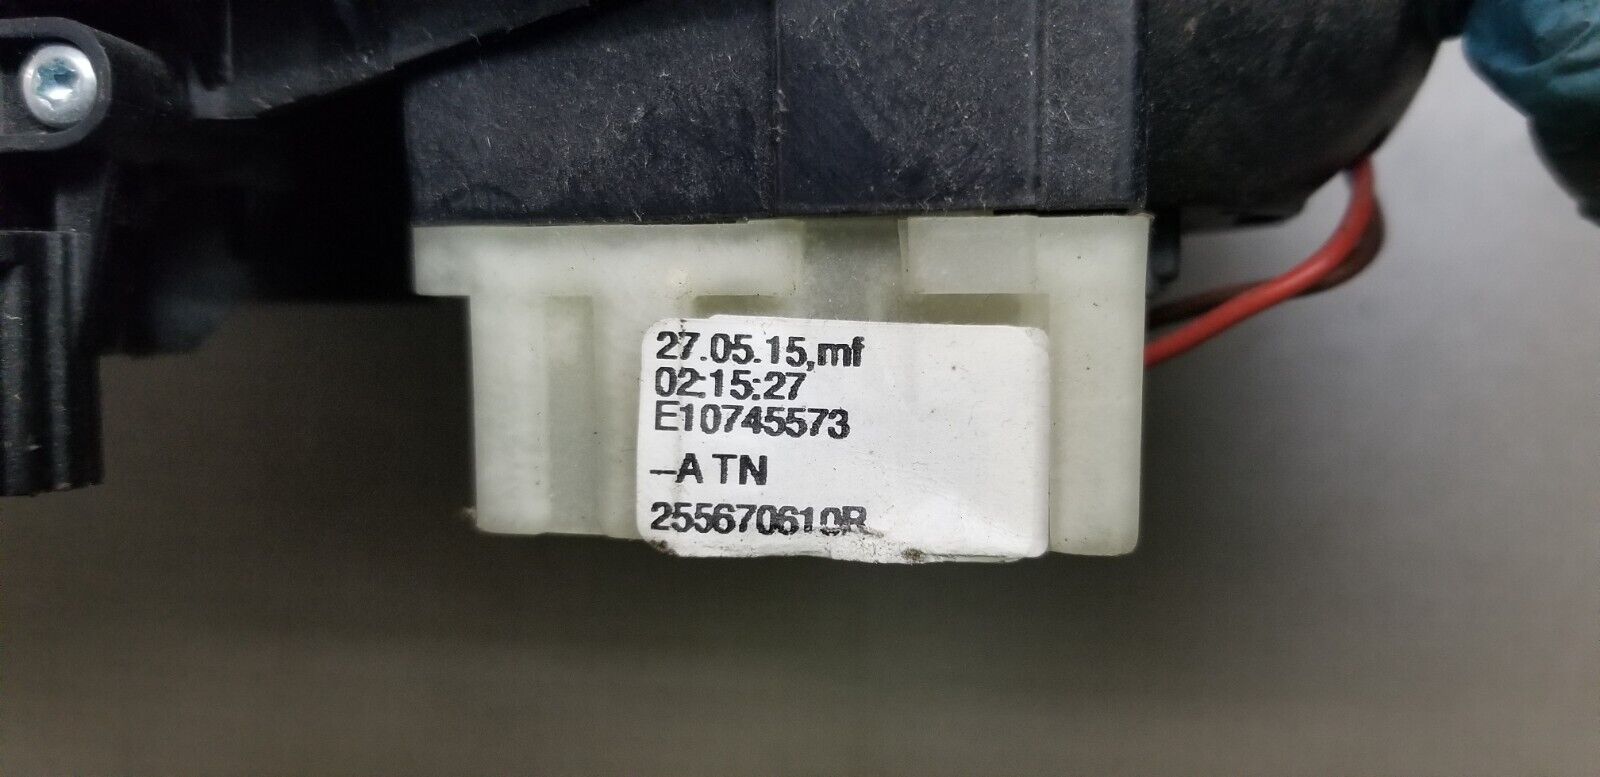 27.05.15,mf
02:15:27
E10745573
–A TN
255670610R